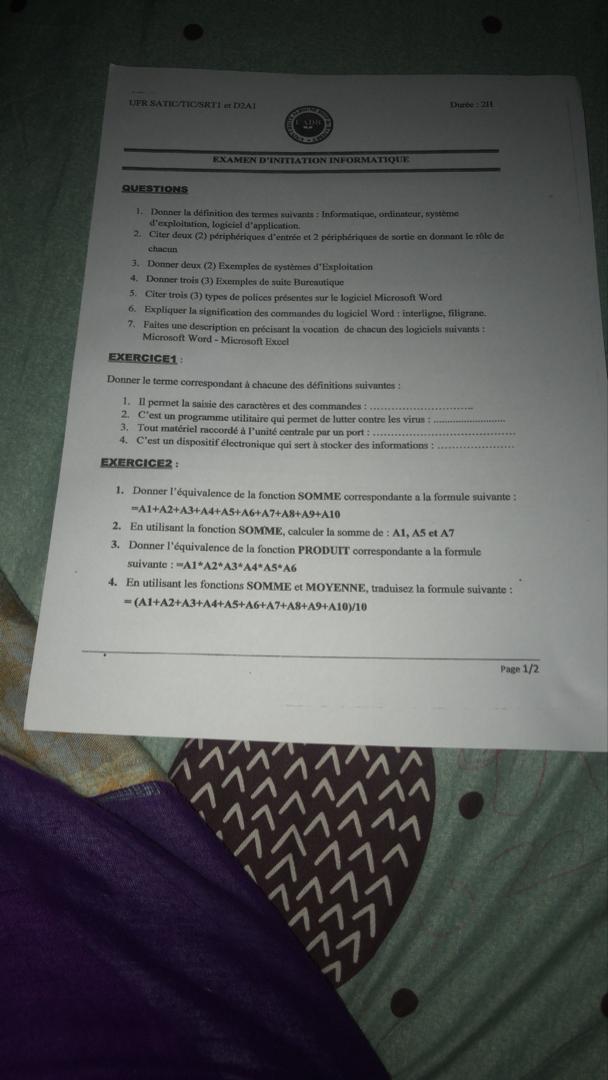 UFR SATIC/TIC/SRT1 et D2A1
Durée : 2H
UADB
EXAMEN D'INITIATION INFORMATIQUE
QUESTIONS
1. Donner la définition des termes suivants : Informatique, ordinateur, système
d'exploitation, logiciel d'application.
2. Citer deux (2) périphériques d'entrée et 2 périphériques de sortie en donnant le rôle de
chacun
3. Donner deux (2) Exemples de systèmes d'Exploitation
4. Donner trois (3) Exemples de suite Bureautique
5. Citer trois (3) types de polices présentes sur le logiciel Microsoft Word
6. Expliquer la signification des commandes du logiciel Word : interligne, filigrane.
7. Faites une description en précisant la vocation de chacun des logiciels suivants :
Microsoft Word - Microsoft Excel
EXERCICE1 :
Donner le terme correspondant à chacune des définitions suivantes :
1. Il permet la saisie des caractères et des commandes : ............................
2. C'est un programme utilitaire qui permet de lutter contre les virus : ........................
3. Tout matériel raccordé à l'unité centrale par un port : .......................................
4. C'est un dispositif électronique qui sert à stocker des informations : .....................
EXERCICE2 :
1. Donner l'équivalence de la fonction SOMME correspondante a la formule suivante :
=A1+A2+A3+A4+A5+A6+A7+A8+A9+A10
2. En utilisant la fonction SOMME, calculer la somme de : A1, A5 et A7
3. Donner l'équivalence de la fonction PRODUIT correspondante a la formule
suivante : =A1*A2*A3*A4*A5*A6
4. En utilisant les fonctions SOMME et MOYENNE, traduisez la formule suivante :
= (A1+A2+A3+A4+A5+A6+A7+A8+A9+A10)/10
Page 1/2